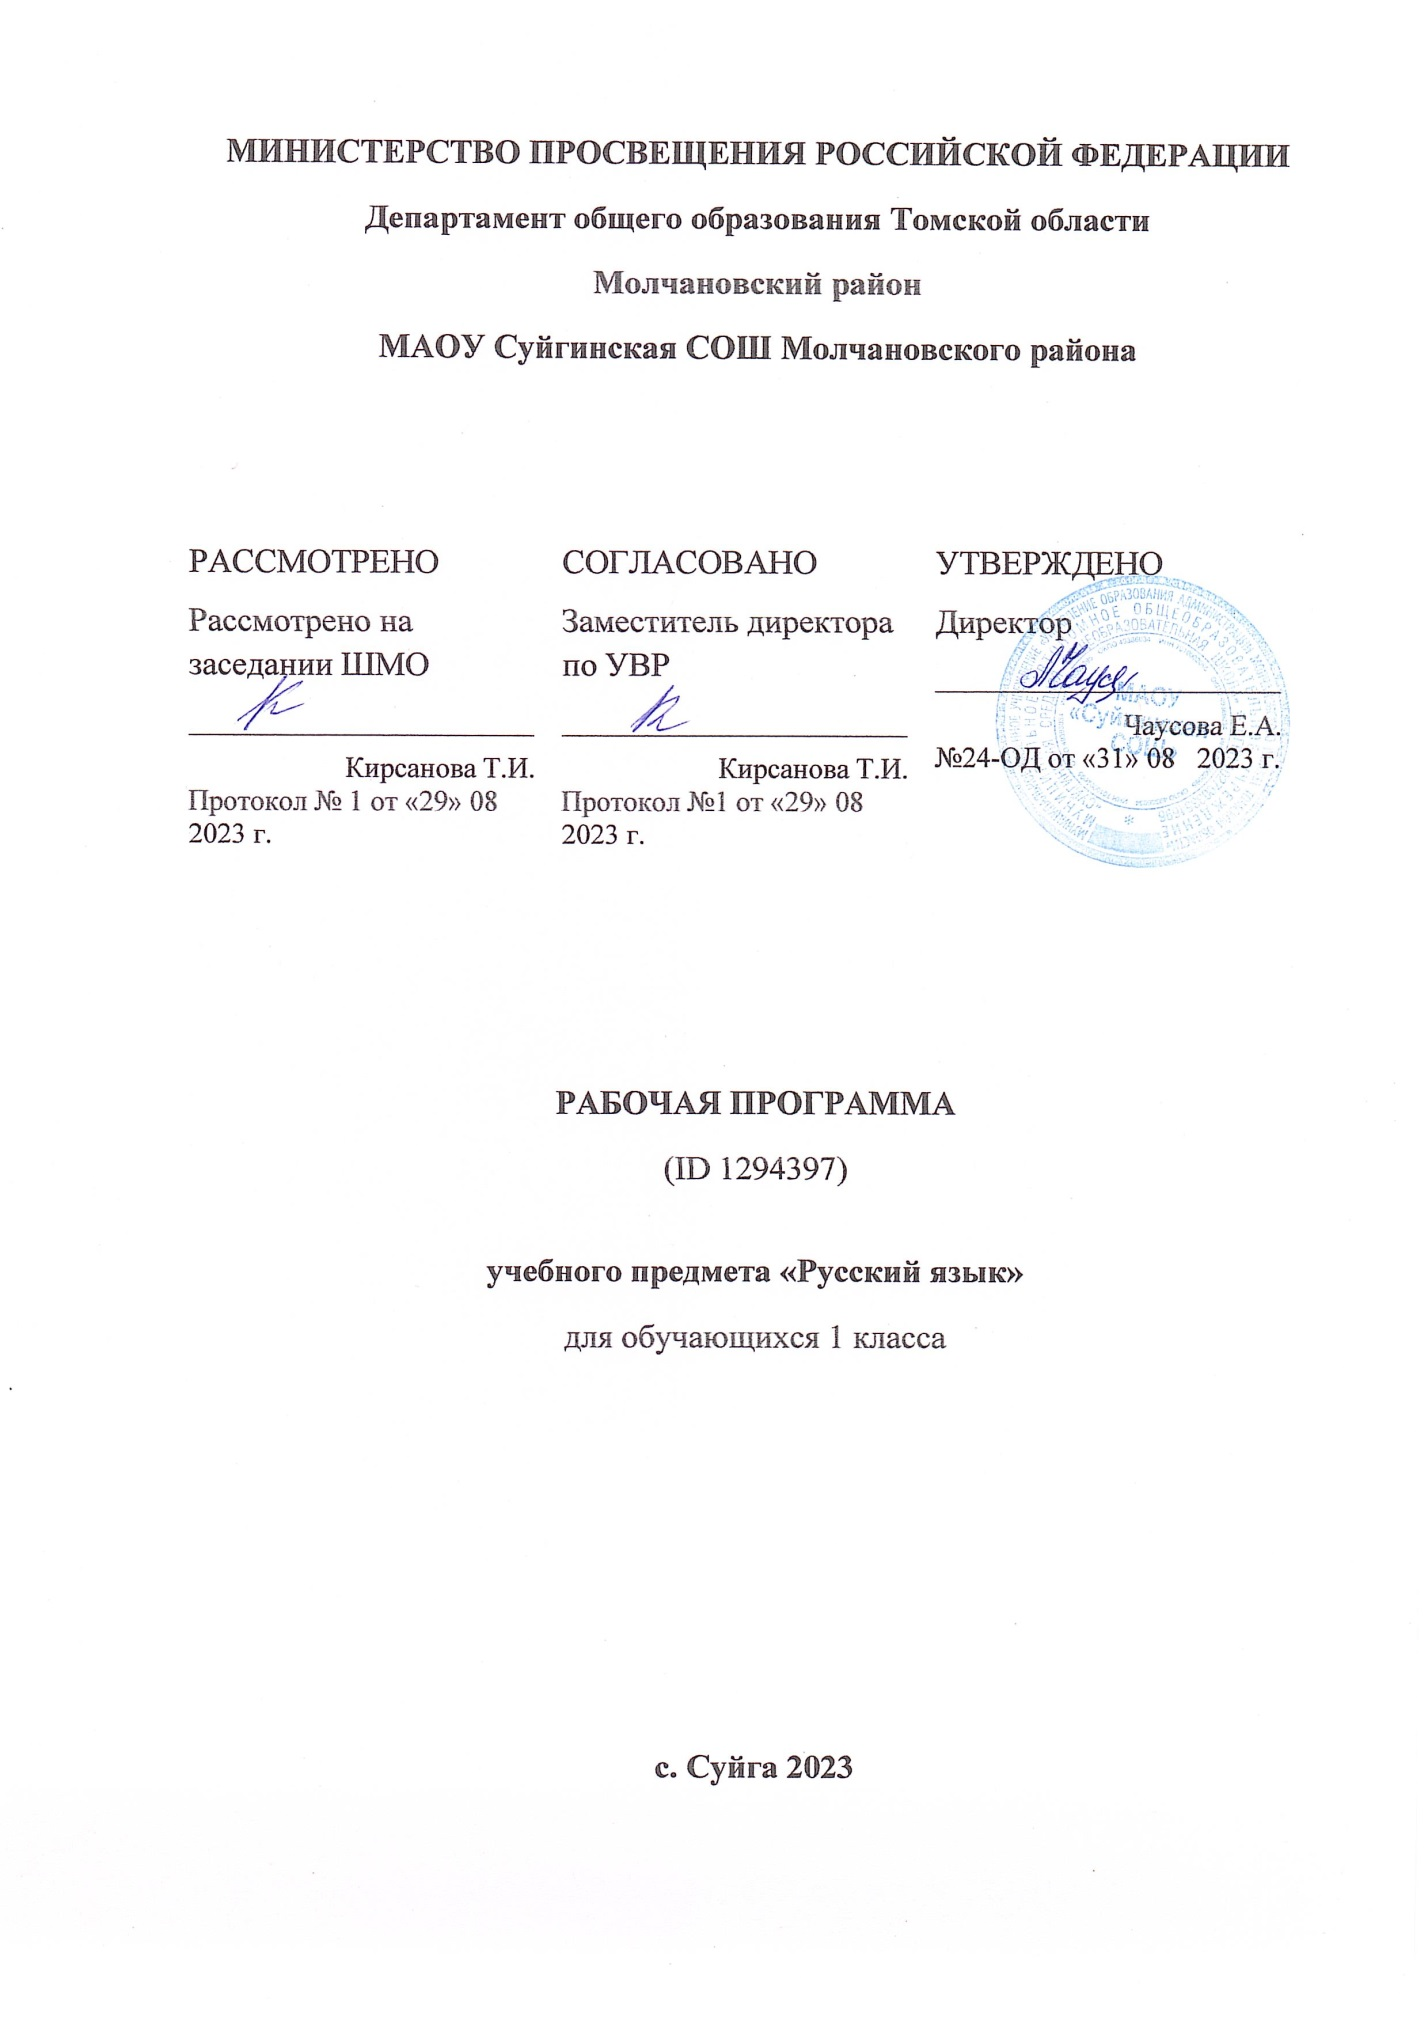 МИНИСТЕРСТВО ПРОСВЕЩЕНИЯ РОССИЙСКОЙ ФЕДЕРАЦИИ
Департамент общего образования Томской области
Молчановский район
МАОУ Суйгинская СОШ Молчановского района
РАССМОТРЕНО
Рассмотрено на
заседании ШМО
Кирсанова Т.И.
Протокол № 1 от «29» 08
2023 г.
СОГЛАСОВАНО
Заместитель директора
по УВР
Кирсанова Т.И.
Протокол №1 от «29» 08
2023 г.
УТВЕРЖДЕНО
Директор
Чаусова Е.А.
№24-ОД от «31» 08 2023 г.
МАОУ
СОШ»
РАБОЧАЯ ПРОГРАММА
(ID 1294397)
учебного предмета «Русский язык»
для обучающихся 1 класса
с. Суйга 2023